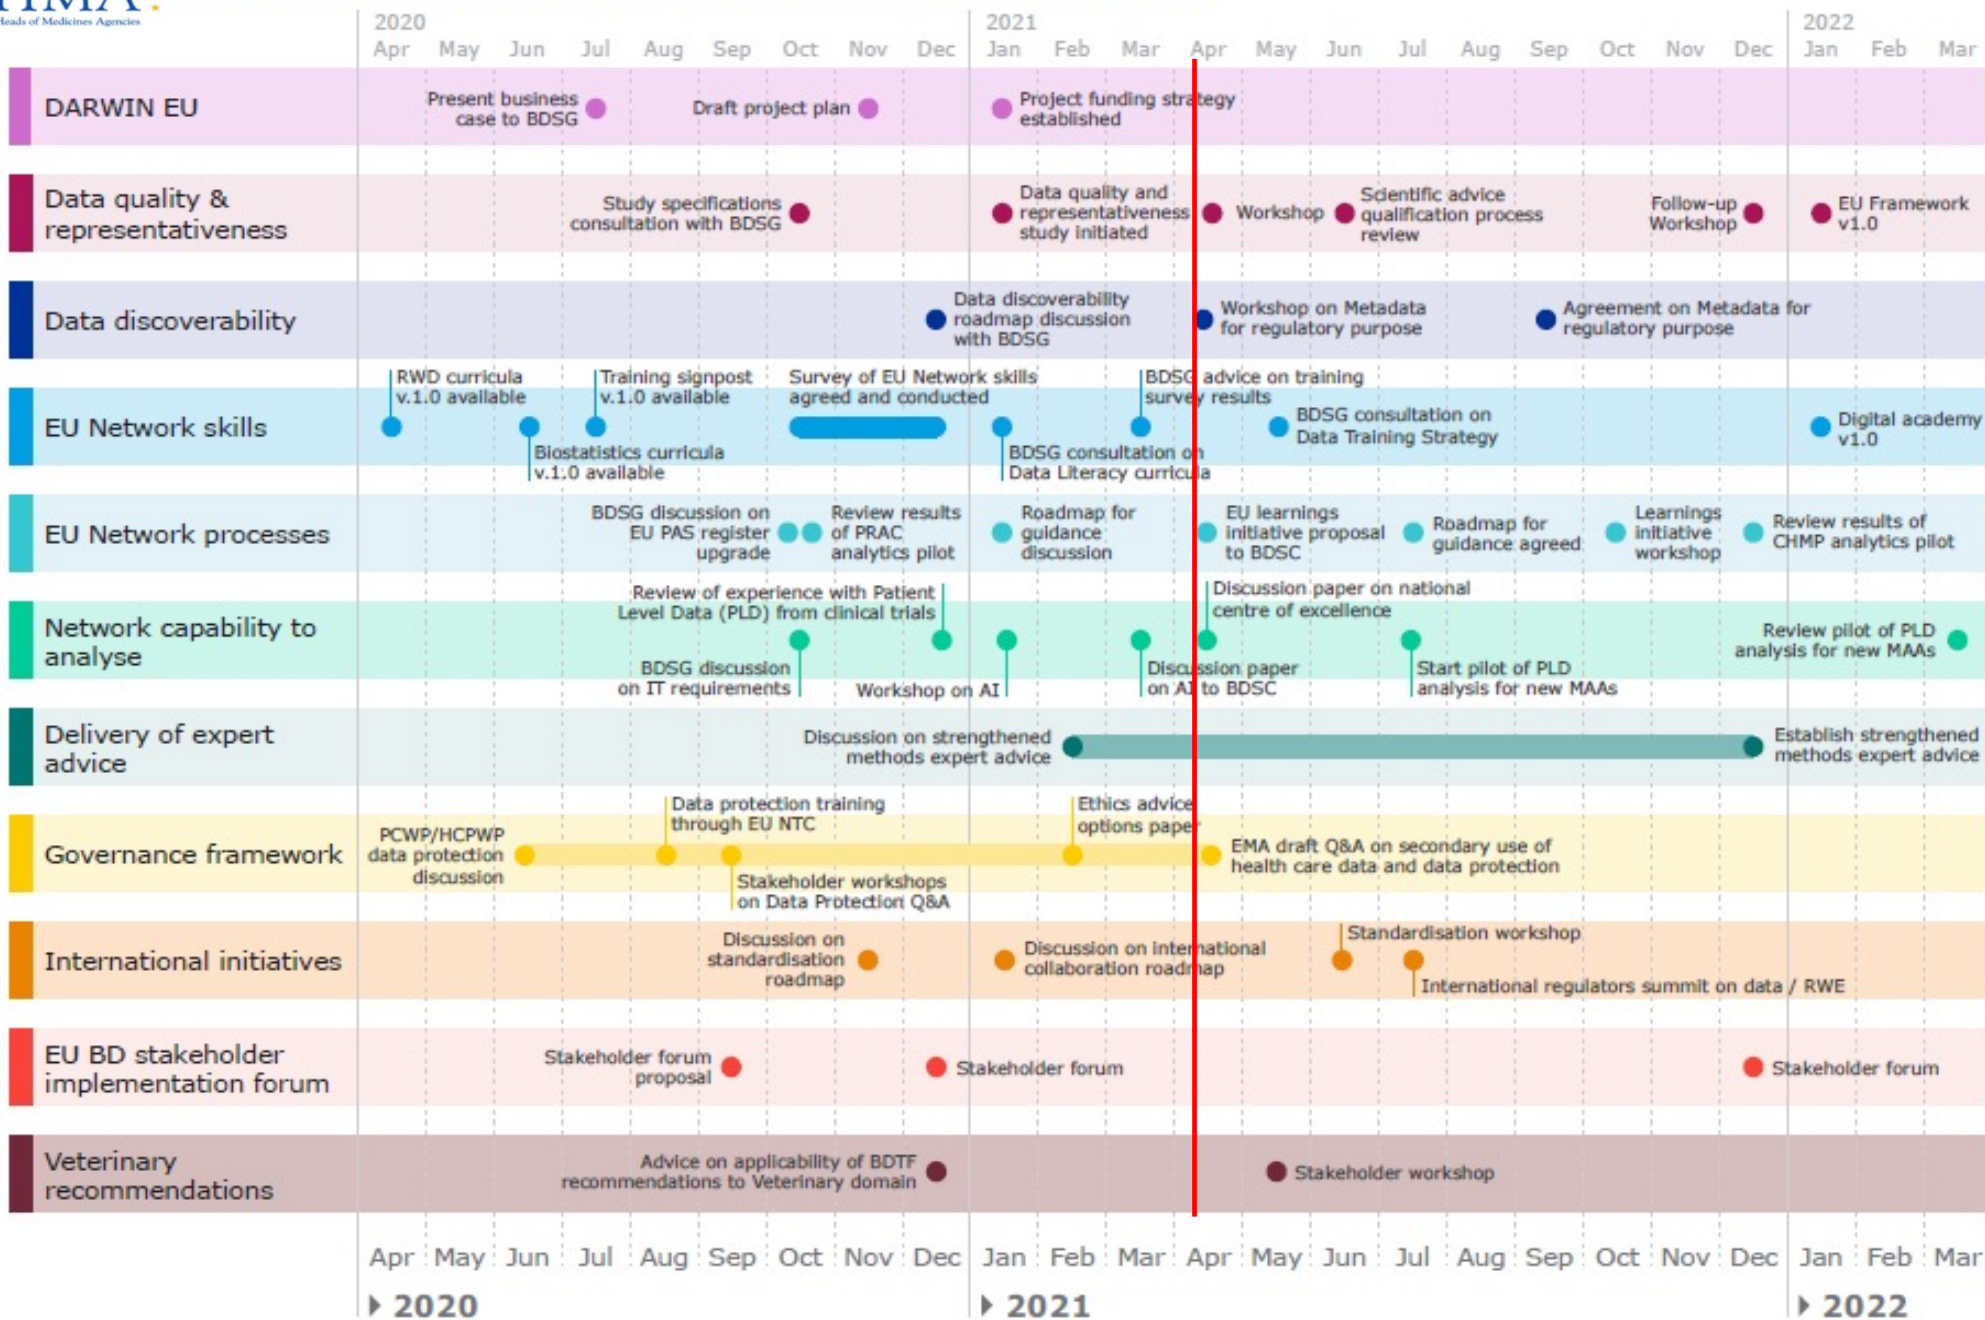 Heads of Medicines Agencies
2020
2021
2022
Apr May Jun Jul Aug Sep Oct Nov Dec Jan Feb Mar Apr May Jun Jul Aug Sep Oct Nov Dec Jan Feb Mar
DARWIN EU
Present business
case to BDSG
Draft project plan
Project funding strategy
established
Data quality &
representativeness
Study specifications
consultation with BDSG
Data quality and
representativeness
study initiated
Workshop
Scientific advice
qualification process
review
Follow-up
Workshop
EU Framework
v1.0
Data discoverability
Data discoverability
roadmap discussion
with BDSG
Workshop on Metadata
for regulatory purpose
Agreement on Metadata for
regulatory purpose
EU Network skills
RWD curricula
v.1.0 available
Biostatistics curricula
v.1.0 available
Training signpost
v.1.0 available
Survey of EU Network skills
agreed and conducted
BDSG consultation on
Data Literacy curricula
BDSG advice on training
survey results
BDSG consultation on
Data Training Strategy
Digital academy
v1.0
EU Network processes
BDSG discussion on
EU PAS register
upgrade
Review results
of PRAC
analytics pilot
Roadmap for
guidance
discussion
EU learnings
initiative proposal
to BDSC
Roadmap for
guidance agreed
Learnings
initiative
workshop
Review results of
CHMP analytics pilot
Network capability to
analyse
Review of experience with Patient
Level Data (PLD) from clinical trials
BDSG discussion
on IT requirements
Workshop on AI
Discussion paper
on AI to BDSC
Discussion paper on national
centre of excellence
Start pilot of PLD
analysis for new MAAs
Review pilot of PLD
analysis for new MAAs
Delivery of expert
advice
Discussion on strengthened
methods expert advice
Establish strengthened
methods expert advice
Governance framework
PCWP/HCPWP
data protection
discussion
Data protection training
through EU NTC
Stakeholder workshops
on Data Protection Q&A
Ethics advice
options paper
EMA draft Q&A on secondary use of
health care data and data protection
International initiatives
Discussion on
standardisation
roadmap
Discussion on international
collaboration roadmap
Standardisation workshop
International regulators summit on data / RWE
EU BD stakeholder
implementation forum
Stakeholder forum
proposal
Stakeholder forum
Stakeholder forum
Veterinary
recommendations
Advice on applicability of BDTF
recommendations to Veterinary domain
Stakeholder workshop
Apr May Jun Jul Aug Sep Oct Nov Dec Jan Feb Mar Apr May Jun Jul Aug Sep Oct Nov Dec Jan Feb Mar
2020
2021
2022